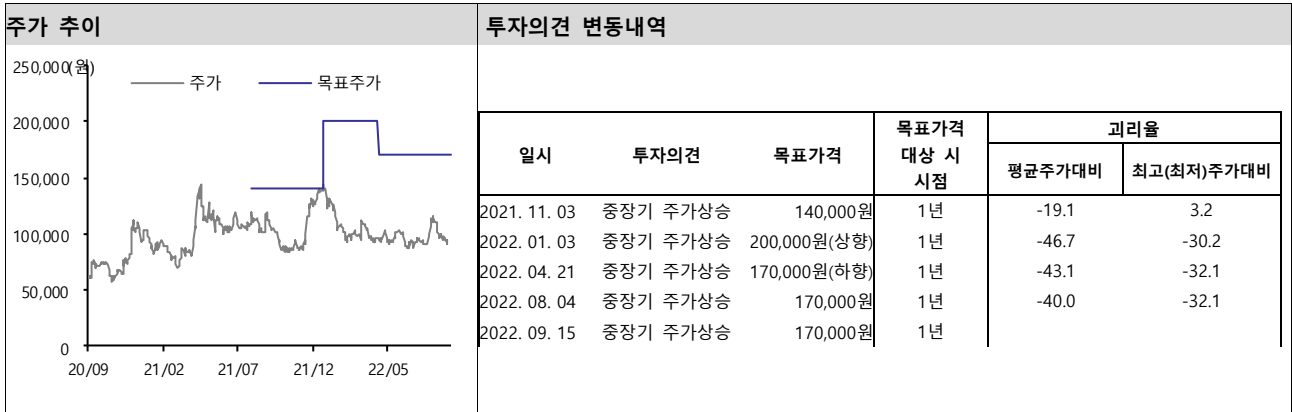 주가 추이
250,000(원)
주가
목표주가
200,000
150,000
100,000
50,000
0
20/09 21/02 21/07 21/12 22/05
투자의견 변동내역
일시 투자의견 목표가격 목표가격 대상 시 시점 괴리율
평균주가대비 최고(최저)주가대비
2021. 11. 03 중장기 주가상승 140,000원 1년 -19.1 3.2
2022. 01. 03 중장기 주가상승 200,000원(상향) 1년 -46.7 -30.2
2022. 04. 21 중장기 주가상승 170,000원(하향) 1년 -43.1 -32.1
2022. 08. 04 중장기 주가상승 170,000원 1년 -40.0 -32.1
2022. 09. 15 중장기 주가상승 170,000원 1년